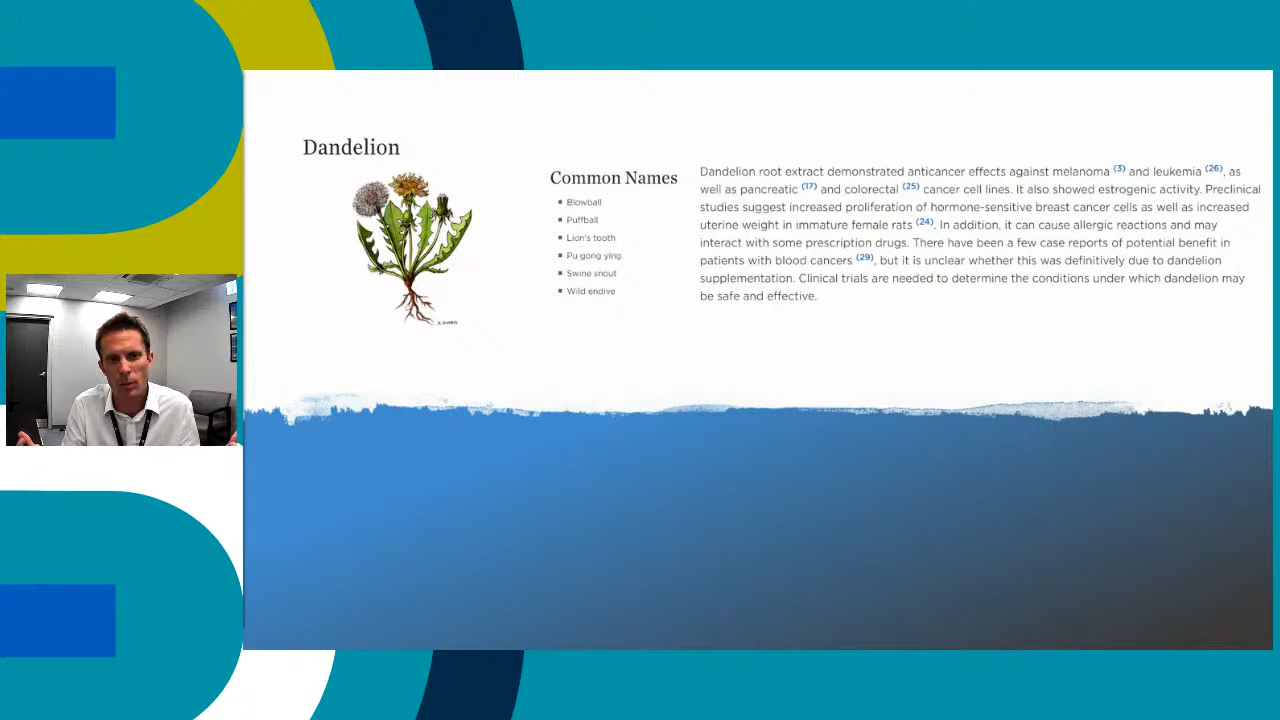 Dandelion
Common Names
Blowball
Puffball
Lion's tooth
Pu gong ying
Swine snout
Wild endive
Dandelion root extract demonstrated anticancer effects against melanoma (3) and leukemia (26), as
well as pancreatic (17) and colorectal (25) cancer cell lines. It also showed estrogenic activity. Preclinical
studies suggest increased proliferation of hormone-sensitive breast cancer cells as well as increased
uterine weight in immature female rats (24). In addition, it can cause allergic reactions and may
interact with some prescription drugs. There have been a few case reports of potential benefit in
patients with blood cancers (29), but it is unclear whether this was definitively due to dandelion
supplementation. Clinical trials are needed to determine the conditions under which dandelion may
be safe and effective.